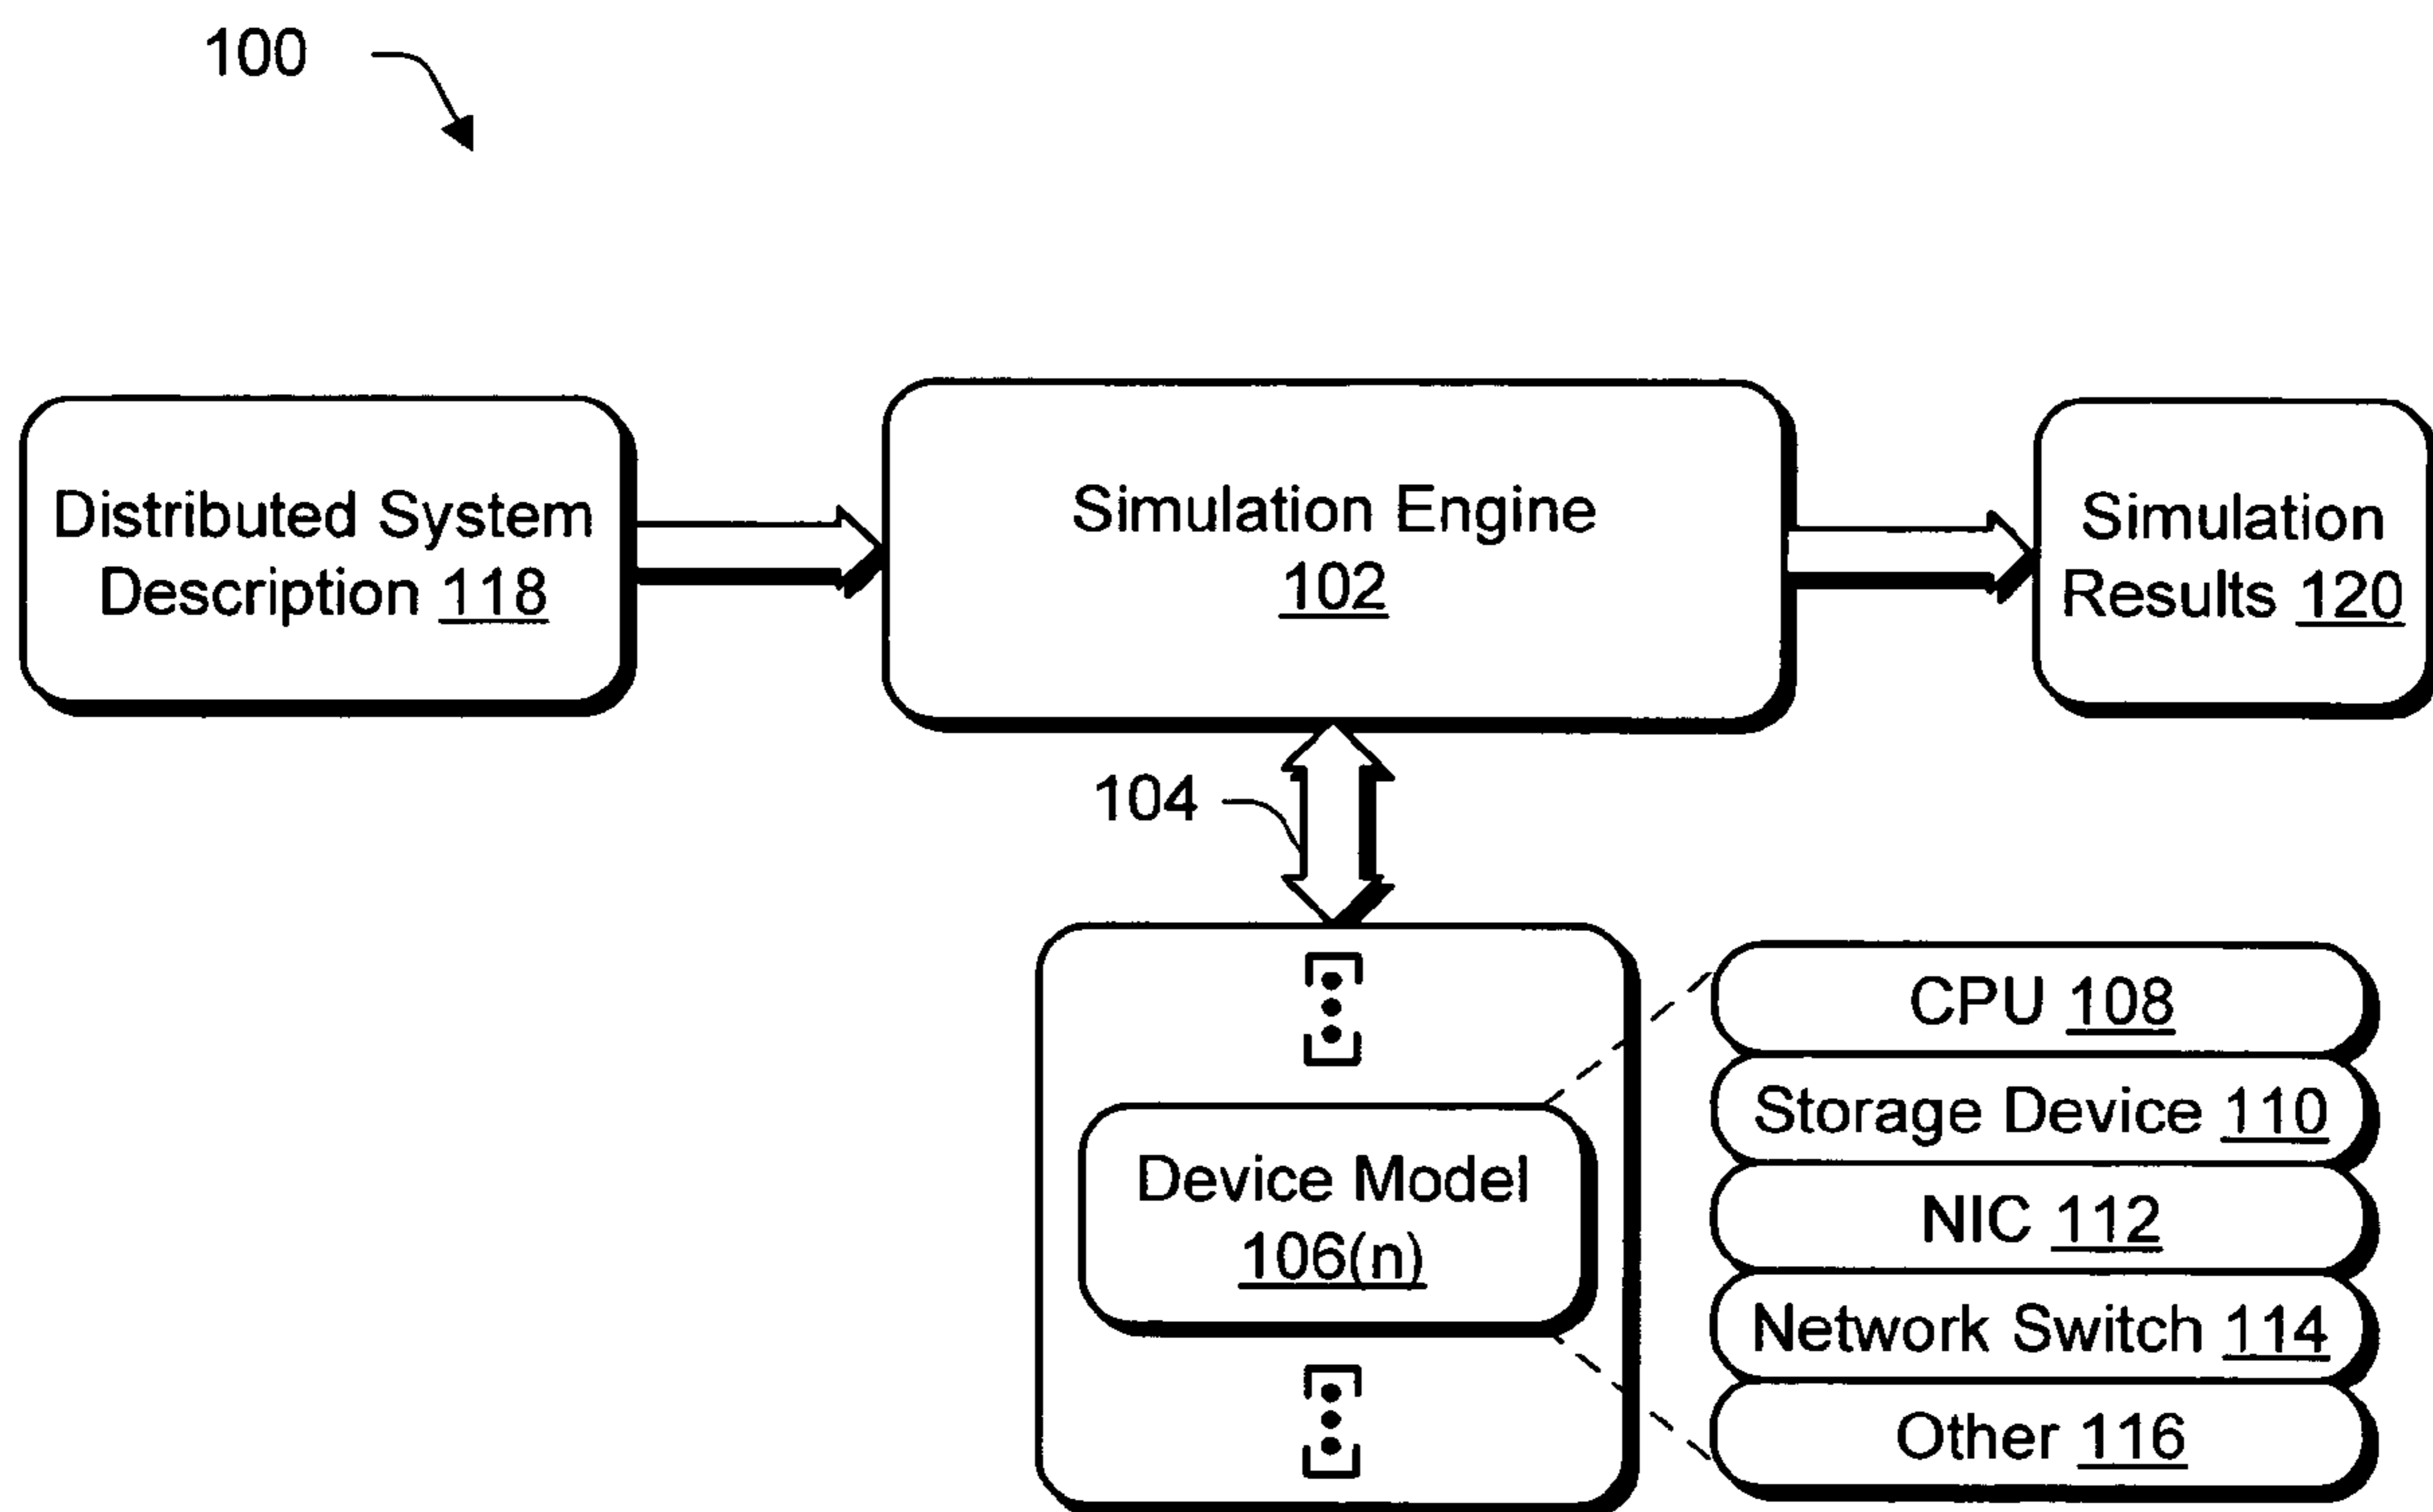 100
Distributed System
Description 118
Simulation Engine
102
Simulation
Results 120
104
Device Model
106(n)
CPU 108
Storage Device 110
NIC 112
Network Switch 114
Other 116